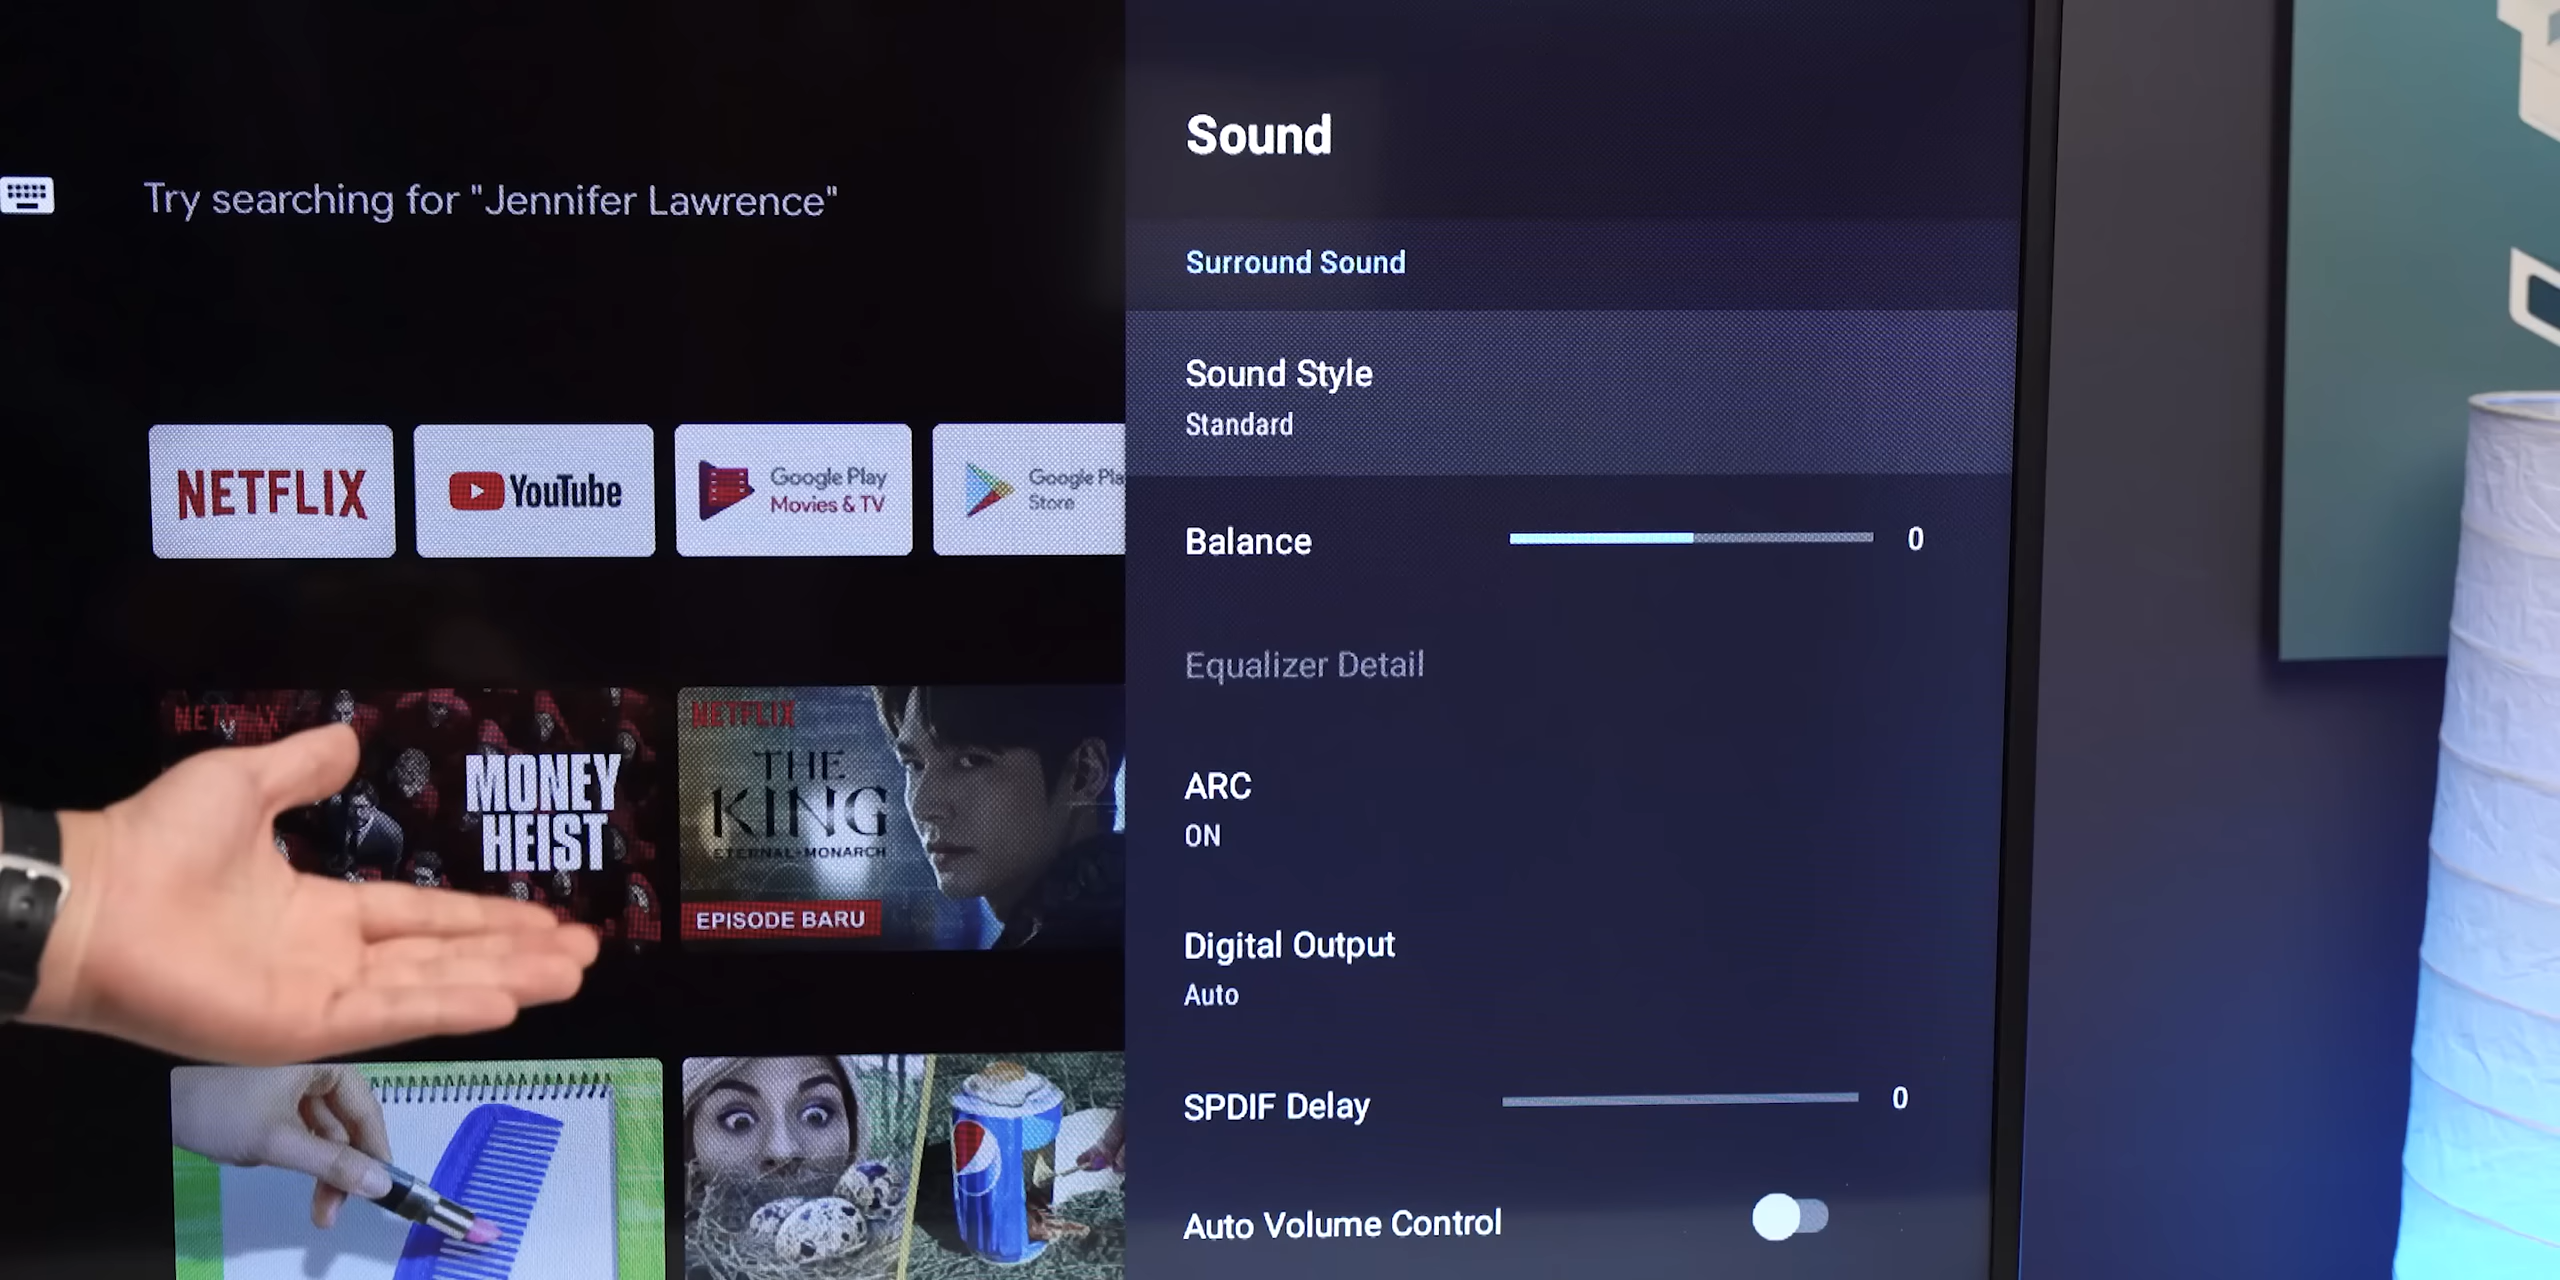 Try searching for "Jennifer Lawrence"
NETFLIX
YouTube
Google Play
Movies & TV
Google Pla
Store
NETFLIX
MONEY
HEIST
NETFLIX
THE
KING
ETERNAL MONARCH
EPISODE BARU
Sound
Surround Sound
Sound Style
Standard
Balance 0
Equalizer Detail
ARC
ON
Digital Output
Auto
SPDIF Delay 0
Auto Volume Control